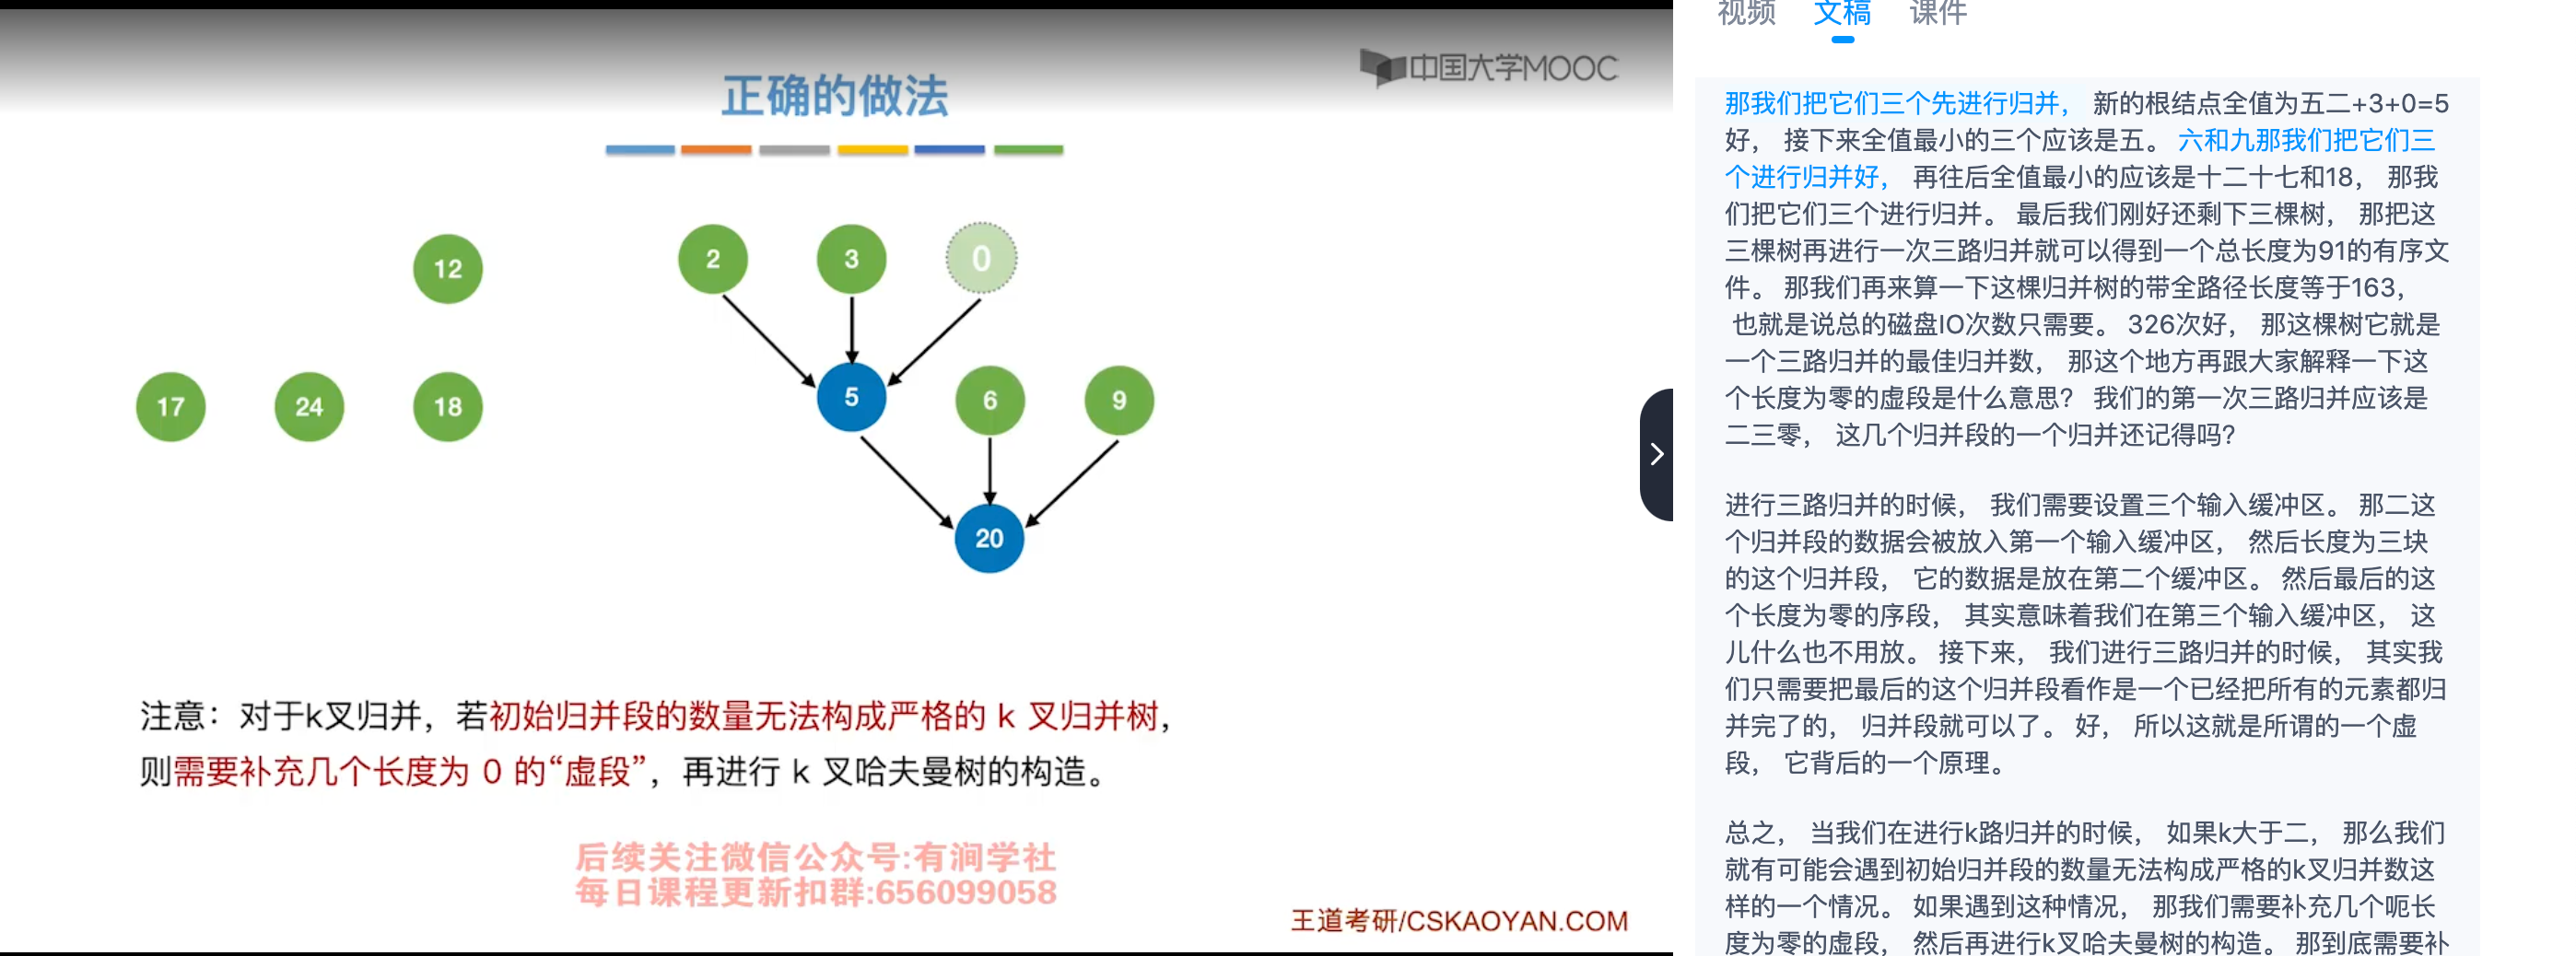 中国大学MOOC
正确的做法
2 3 0
12
17 24 18
5 6 9
20
注意：对于k叉归并，若初始归并段的数量无法构成严格的 k 叉归并树，
则需要补充几个长度为 0 的“虚段”，再进行 k 叉哈夫曼树的构造。
后续关注微信公众号:有涧学社
每日课程更新扣群:656099058
王道考研/CSKAOYAN.COM
视频 文稿 课件
那我们把它们三个先进行归并， 新的根结点全值为五二+3+0=5
好， 接下来全值最小的三个应该是五。 六和九那我们把它们三
个进行归并好， 再往后全值最小的应该是十二十七和18， 那我
们把它们三个进行归并。 最后我们刚好还剩下三棵树， 那把这
三棵树再进行一次三路归并就可以得到一个总长度为91的有序文
件。 那我们再来算一下这棵归并树的带全路径长度等于163，
也就是说总的磁盘IO次数只需要。 326次好， 那这棵树它就是
一个三路归并的最佳归并数， 那这个地方再跟大家解释一下这
个长度为零的虚段是什么意思? 我们的第一次三路归并应该是
二三零， 这几个归并段的一个归并还记得吗?
进行三路归并的时候， 我们需要设置三个输入缓冲区。 那二这
个归并段的数据会被放入第一个输入缓冲区， 然后长度为三块
的这个归并段， 它的数据是放在第二个缓冲区。 然后最后的这
个长度为零的序段， 其实意味着我们在第三个输入缓冲区， 这
儿什么也不用放。 接下来， 我们进行三路归并的时候， 其实我
们只需要把最后的这个归并段看作是一个已经把所有的元素都归
并完了的， 归并段就可以了。 好， 所以这就是所谓的一个虚
段， 它背后的一个原理。
总之， 当我们在进行k路归并的时候， 如果k大于二， 那么我们
就有可能会遇到初始归并段的数量无法构成严格的k叉归并数这
样的一个情况。 如果遇到这种情况， 那我们需要补充几个呃长
度为零的虚段， 然后再进行k叉哈夫曼树的构造。 那到底需要补